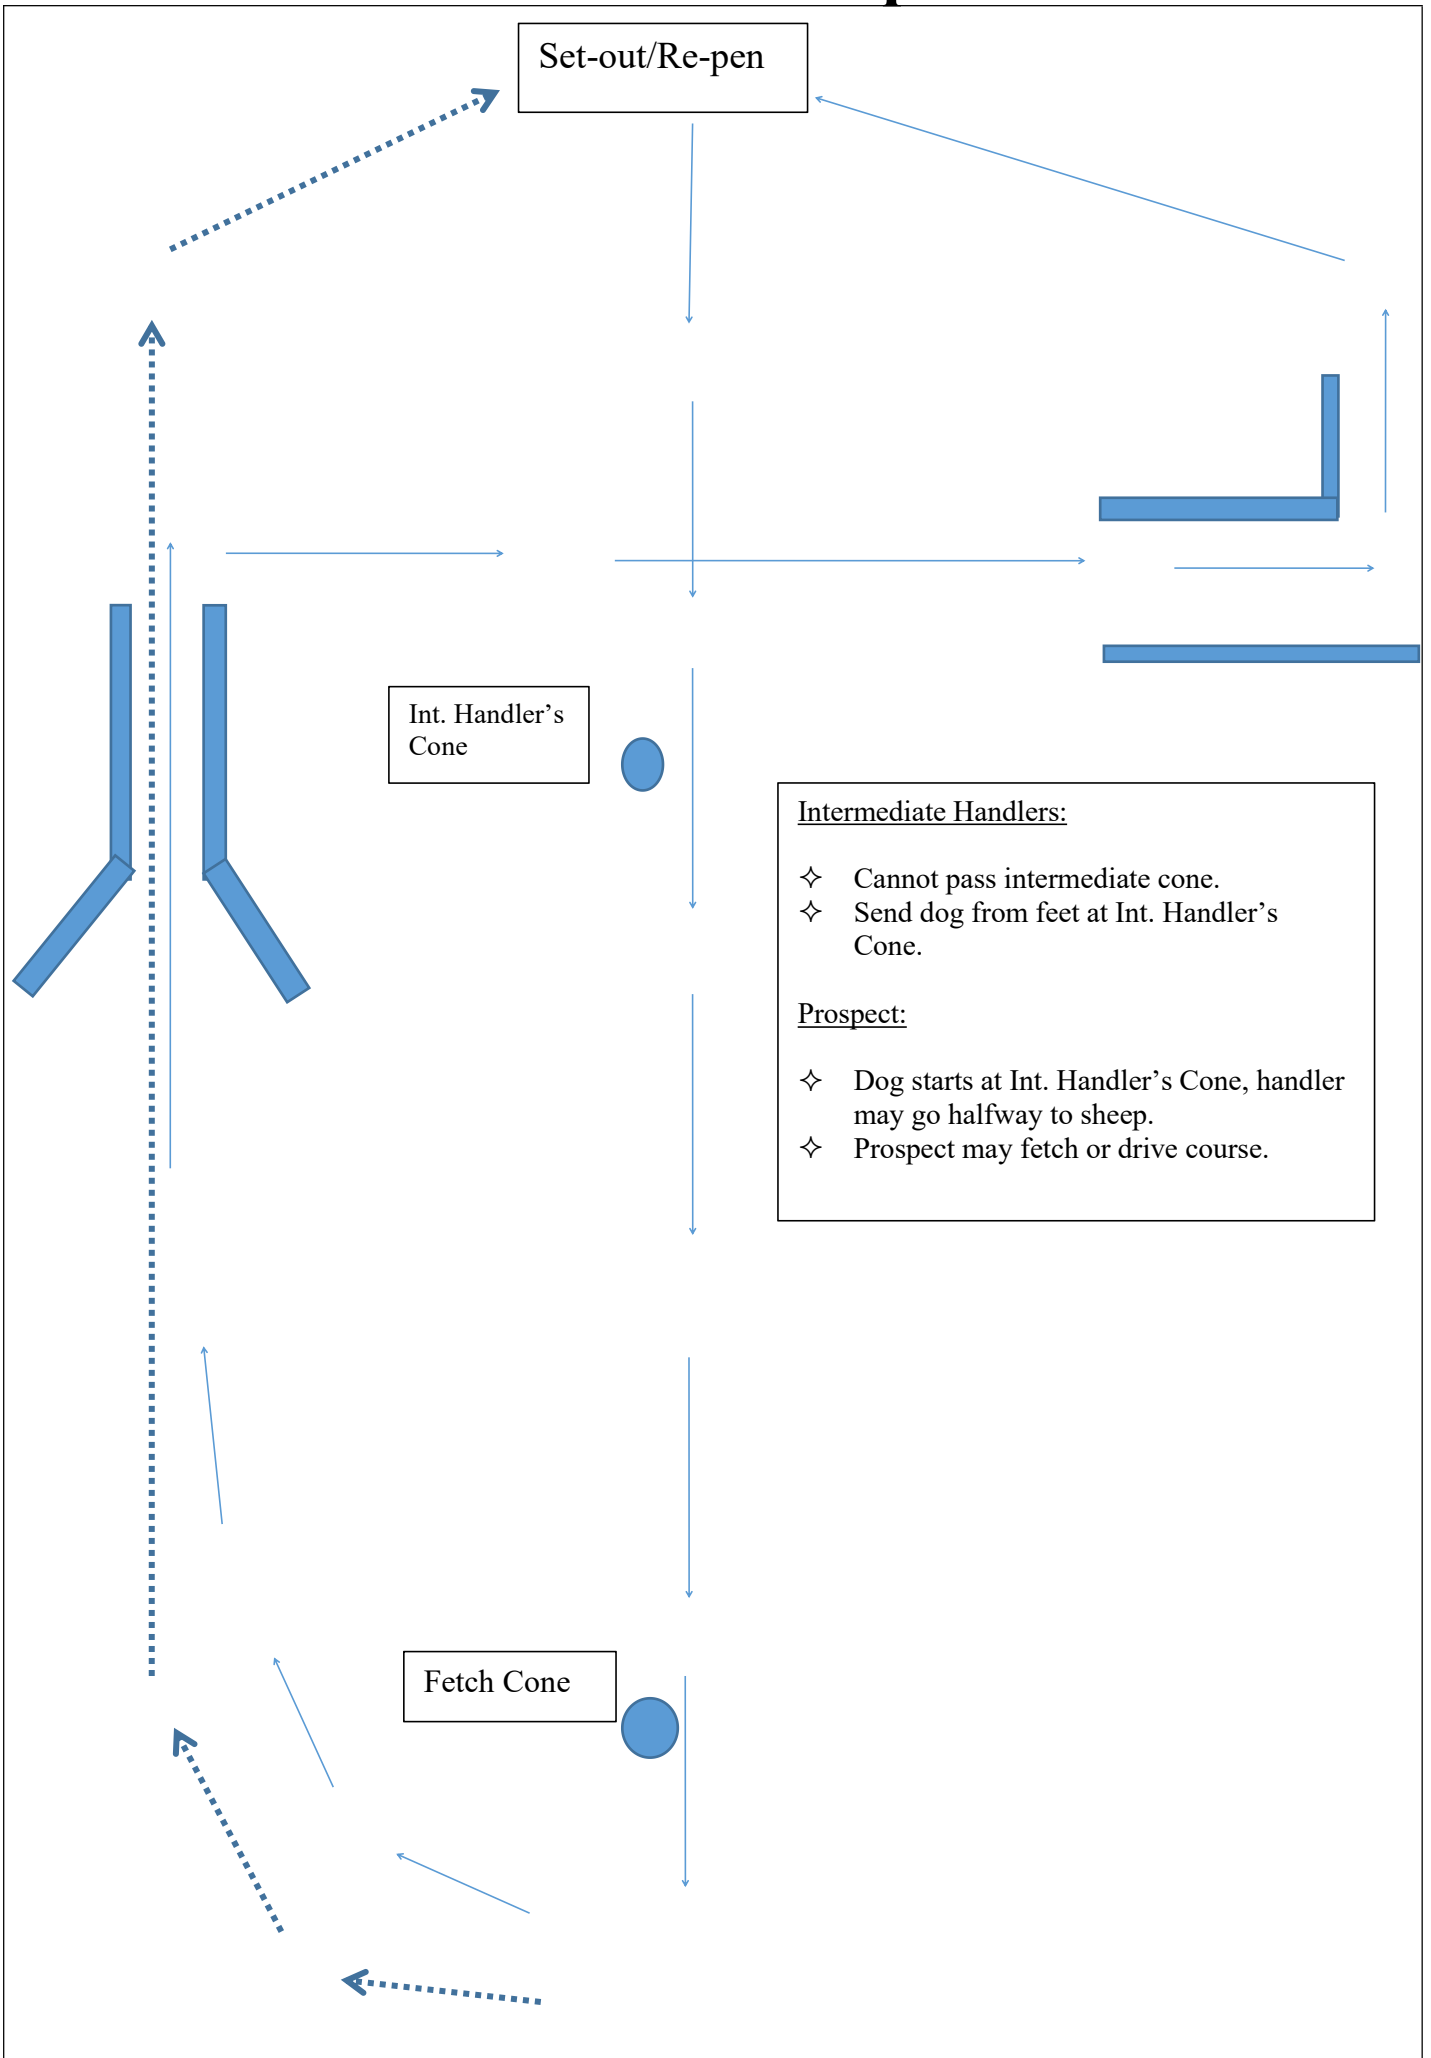 Set-out/Re-pen
Int. Handler’s
Cone
Intermediate Handlers:
✧ Cannot pass intermediate cone.
✧ Send dog from feet at Int. Handler’s
Cone.
Prospect:
✧ Dog starts at Int. Handler’s Cone, handler
may go halfway to sheep.
✧ Prospect may fetch or drive course.
Fetch Cone